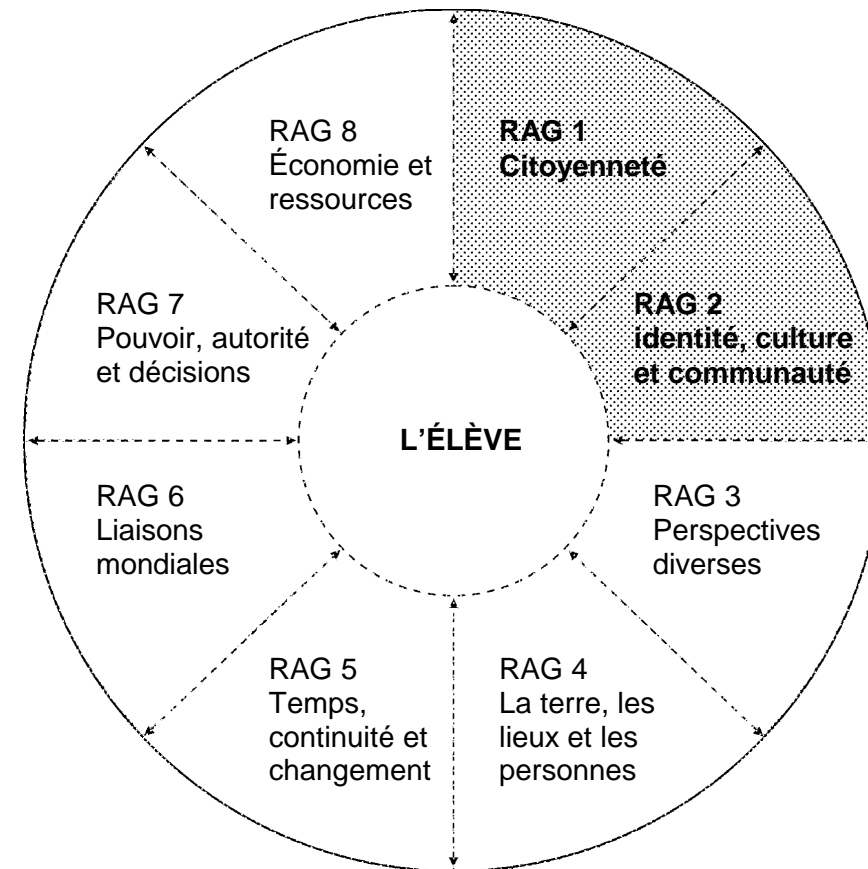 RAG 8
Économie et
ressources
RAG 1
Citoyenneté
RAG 7
Pouvoir, autorité
et décisions
RAG 2
identité, culture
et communauté
L’ÉLÈVE
RAG 6
Liaisons
mondiales
RAG 3
Perspectives
diverses
RAG 5
Temps,
continuité et
changement
RAG 4
La terre, les
lieux et les
personnes